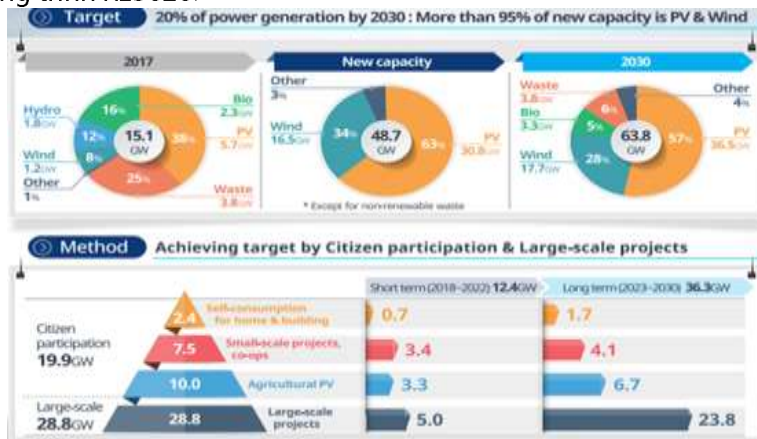 Target 20% of power generation by 2030 : More than 95% of new capacity is PV & Wind
2017
New capacity
2030
16%
Bio
2.3GW
Hydro
1.8GW
12%
15.1
GW
38%
PV
5.7GW
Wind
1.2GW
8%
Other
1%
25%
Waste
3.8GW
Other
3%
Wind
16.5GW
34%
48.7
GW
63%
PV
30.8GW
* Except for non-renewable waste
Waste
3.8GW
6%
Other
4%
Bio
3.3GW
5%
63.8
GW
57%
PV
36.5GW
Wind
17.7GW
28%
Method Achieving target by Citizen participation & Large-scale projects
Short term (2018~2022) 12.4GW
Long term (2023~2030) 36.3GW
Citizen
participation
19.9GW
2.4
Self-consumption
for home & building
0.7
1.7
7.5
Small-scale projects,
co-ops
3.4
4.1
10.0
Agricultural PV
3.3
6.7
Large-scale
28.8GW
28.8
Large-scale
projects
5.0
23.8